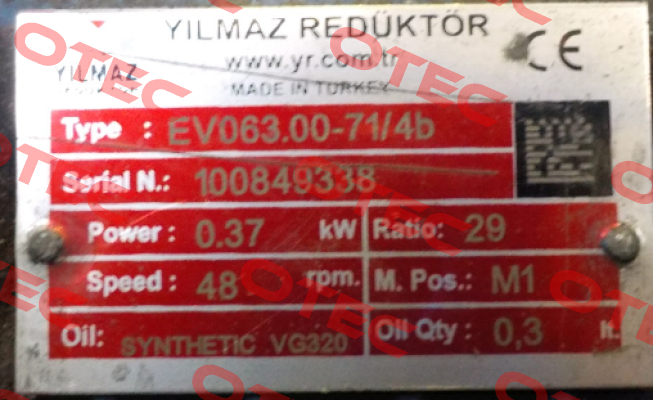 YILMAZ REDÜKTÖR
www.yr.com.tr
CE
YILMAZ
MADE IN TURKEY
Type : EV063.00-71/4b
Serial N.: 100849338
Power : 0.37 kW Ratio: 29
Speed : 48 rpm. M. Pos.: M1
Oil: SYNTHETIC VG320 Oil Qty : 0,3 lt.
OTEC